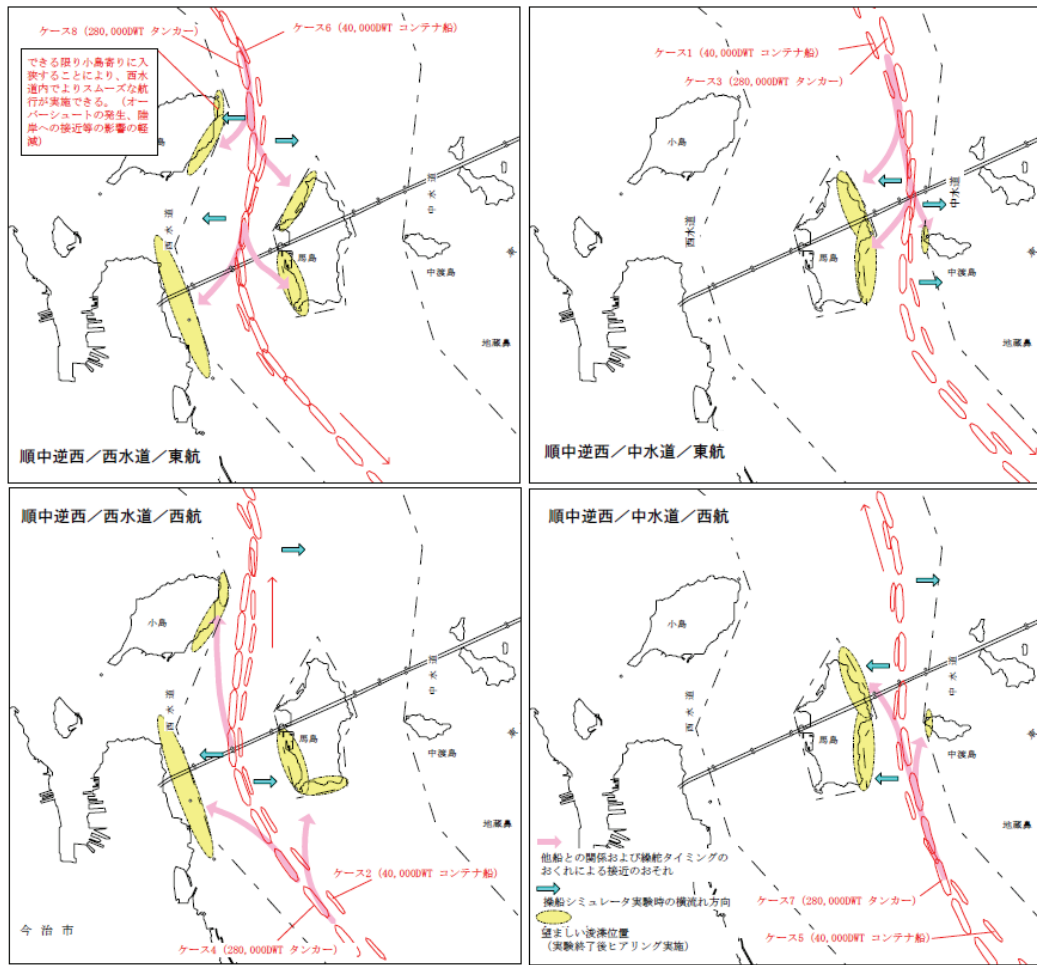 ケース8 (280,000DWT タンカー)
ケース6 (40,000DWT コンテナ船)
できる限り小島寄りに入
狭することにより、西水
道内でよりスムーズな航
行が実施できる。（オー
バーシュートの発生、陸
岸への接近等の影響の軽
減）
島
西水道
中水道
馬島
中渡島
東
地蔵鼻
順中逆西／西水道／東航
ケース1 (40,000DWT コンテナ船)
ケース3 (280,000DWT タンカー)
小島
西水道
中水道
馬島
中渡島
東
地蔵鼻
順中逆西／中水道／東航
順中逆西／西水道／西航
小島
西水道
中水道
馬島
中渡島
東
地蔵鼻
ケース2 (40,000DWT コンテナ船)
ケース4 (280,000DWT タンカー)
今治市
順中逆西／中水道／西航
小島
西水道
中水道
馬島
中渡島
東
地蔵鼻
他船との関係および操舵タイミングの
おくれによる接近のおそれ
操船シミュレータ実験時の横流れ方向
望ましい浚渫位置
（実験終了後ヒアリング実施）
ケース7 (280,000DWT タンカー)
ケース5 (40,000DWT コンテナ船)